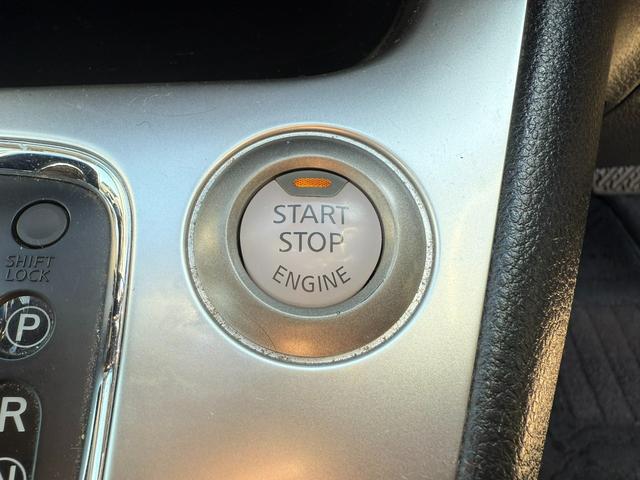 START
STOP
ENGINE
SHIFT
LOCK
P
R
N